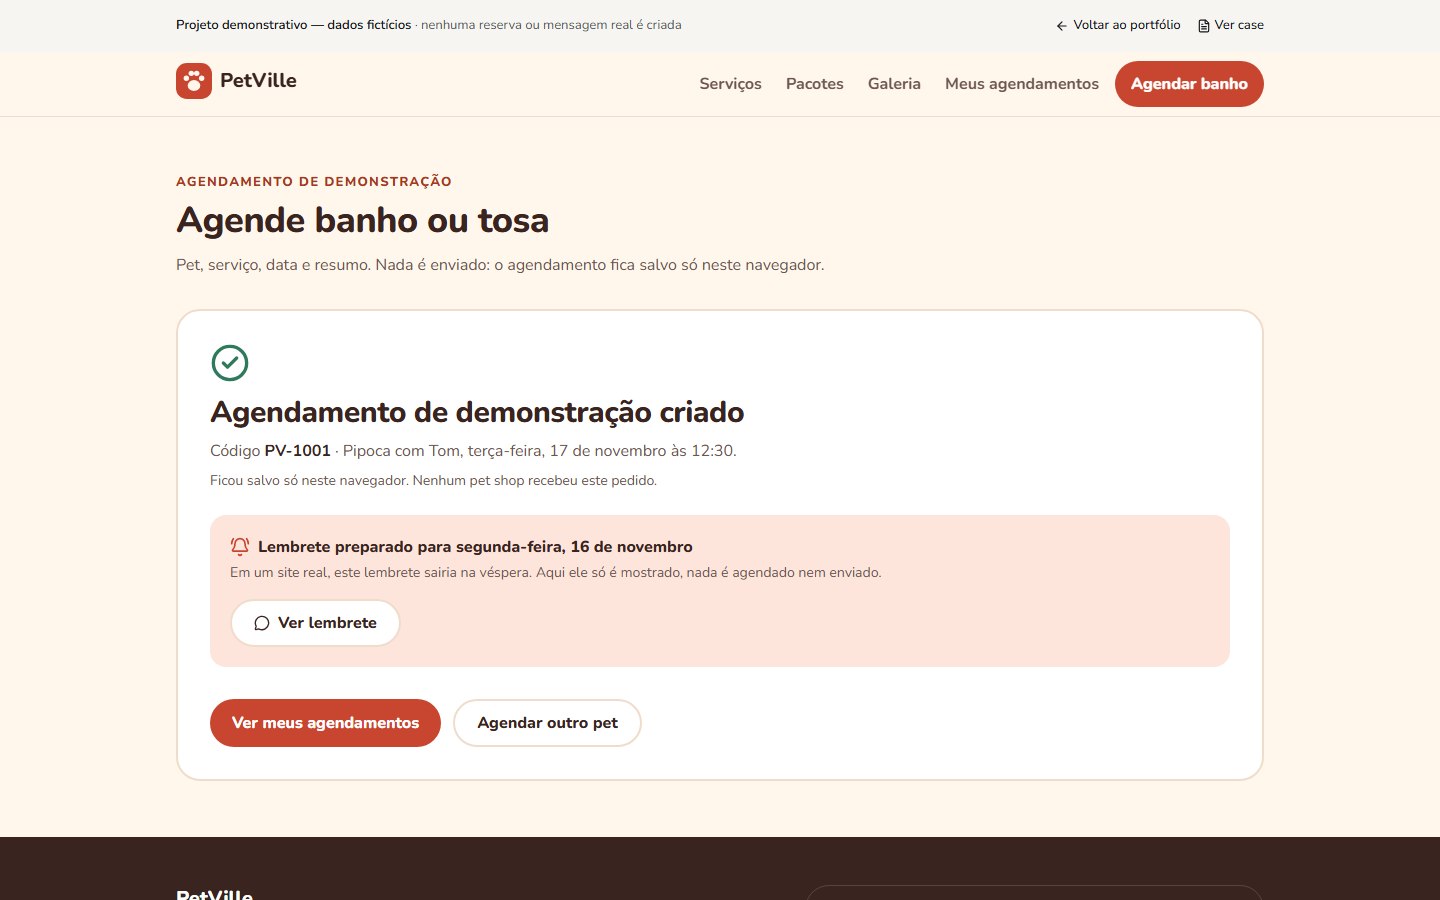 Projeto demonstrativo — dados fictícios · nenhuma reserva ou mensagem real é criada
Voltar ao portfólio
Ver case
PetVille
Serviços
Pacotes
Galeria
Meus agendamentos
Agendar banho
AGENDAMENTO DE DEMONSTRAÇÃO
Agende banho ou tosa
Pet, serviço, data e resumo. Nada é enviado: o agendamento fica salvo só neste navegador.
Agendamento de demonstração criado
Código PV-1001 · Pipoca com Tom, terça-feira, 17 de novembro às 12:30.
Ficou salvo só neste navegador. Nenhum pet shop recebeu este pedido.
Lembrete preparado para segunda-feira, 16 de novembro
Em um site real, este lembrete sairia na véspera. Aqui ele só é mostrado, nada é agendado nem enviado.
Ver lembrete
Ver meus agendamentos
Agendar outro pet
PetVille